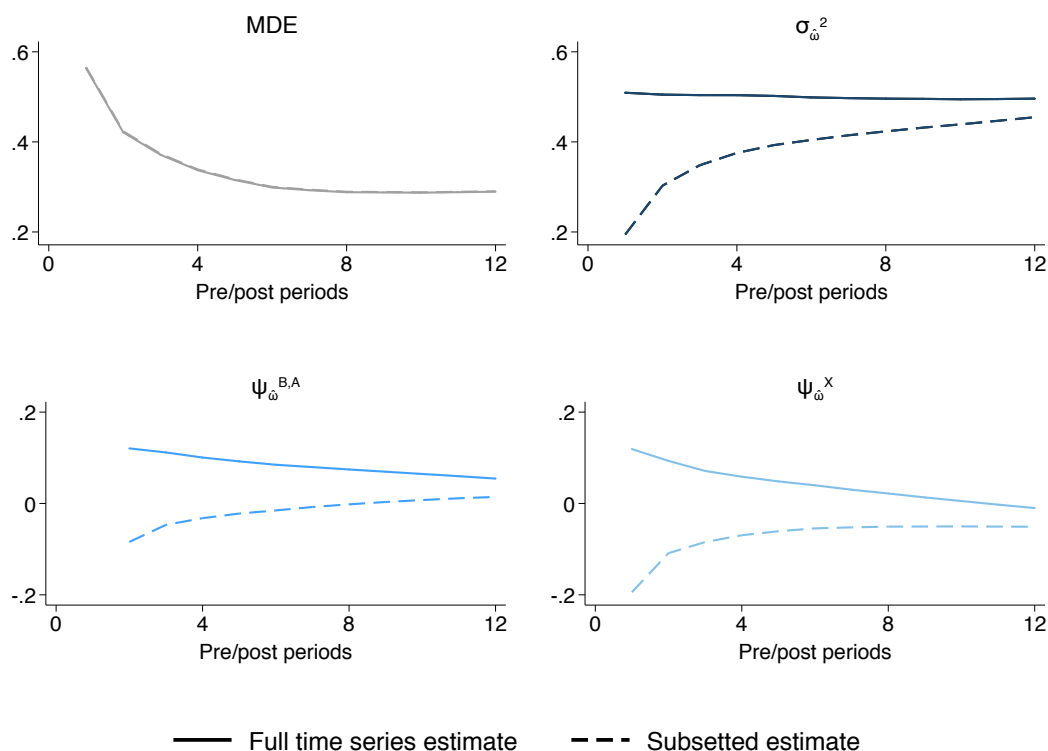 MDE
.6
.4
.2
0 4 8 12
Pre/post periods
σ_ω̂²
.6
.4
.2
0 4 8 12
Pre/post periods
ψ_ω̂^B,A
.2
0
-.2
0 4 8 12
Pre/post periods
ψ_ω̂^X
.2
0
-.2
0 4 8 12
Pre/post periods
Full time series estimate Subsetted estimate